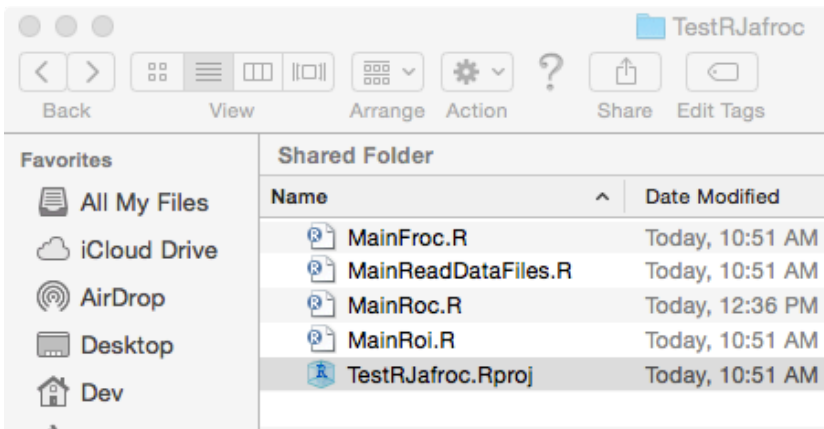 TestRJafroc
Back View Arrange Action Share Edit Tags
Favorites
All My Files
iCloud Drive
AirDrop
Desktop
Dev
Shared Folder
Name Date Modified
MainFroc.R Today, 10:51 AM
MainReadDataFiles.R Today, 10:51 AM
MainRoc.R Today, 12:36 PM
MainRoi.R Today, 10:51 AM
TestRJafroc.Rproj Today, 10:51 AM